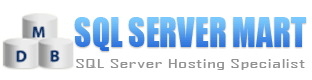 M
D B
SQL SERVER MART
SQL Server Hosting Specialist